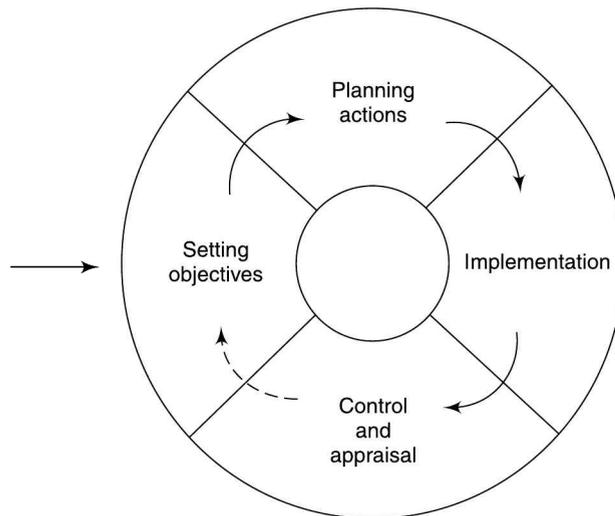 Planning
actions
Setting
objectives
Implementation
Control
and
appraisal